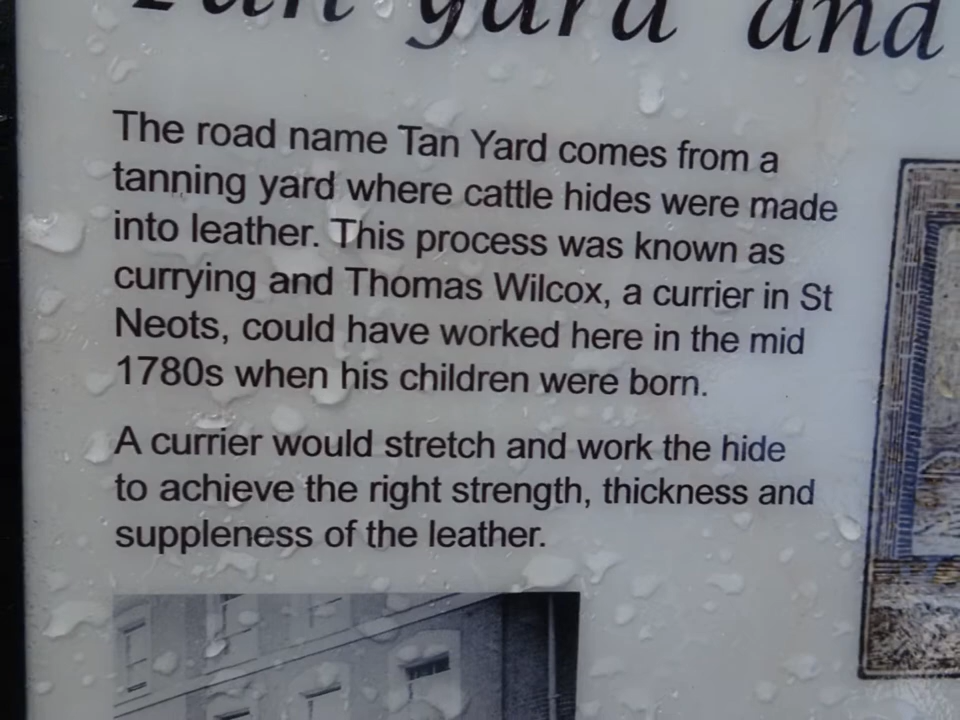 Tan yard and
The road name Tan Yard comes from a
tanning yard where cattle hides were made
into leather. This process was known as
currying and Thomas Wilcox, a currier in St
Neots, could have worked here in the mid
1780s when his children were born.
A currier would stretch and work the hide
to achieve the right strength, thickness and
suppleness of the leather.